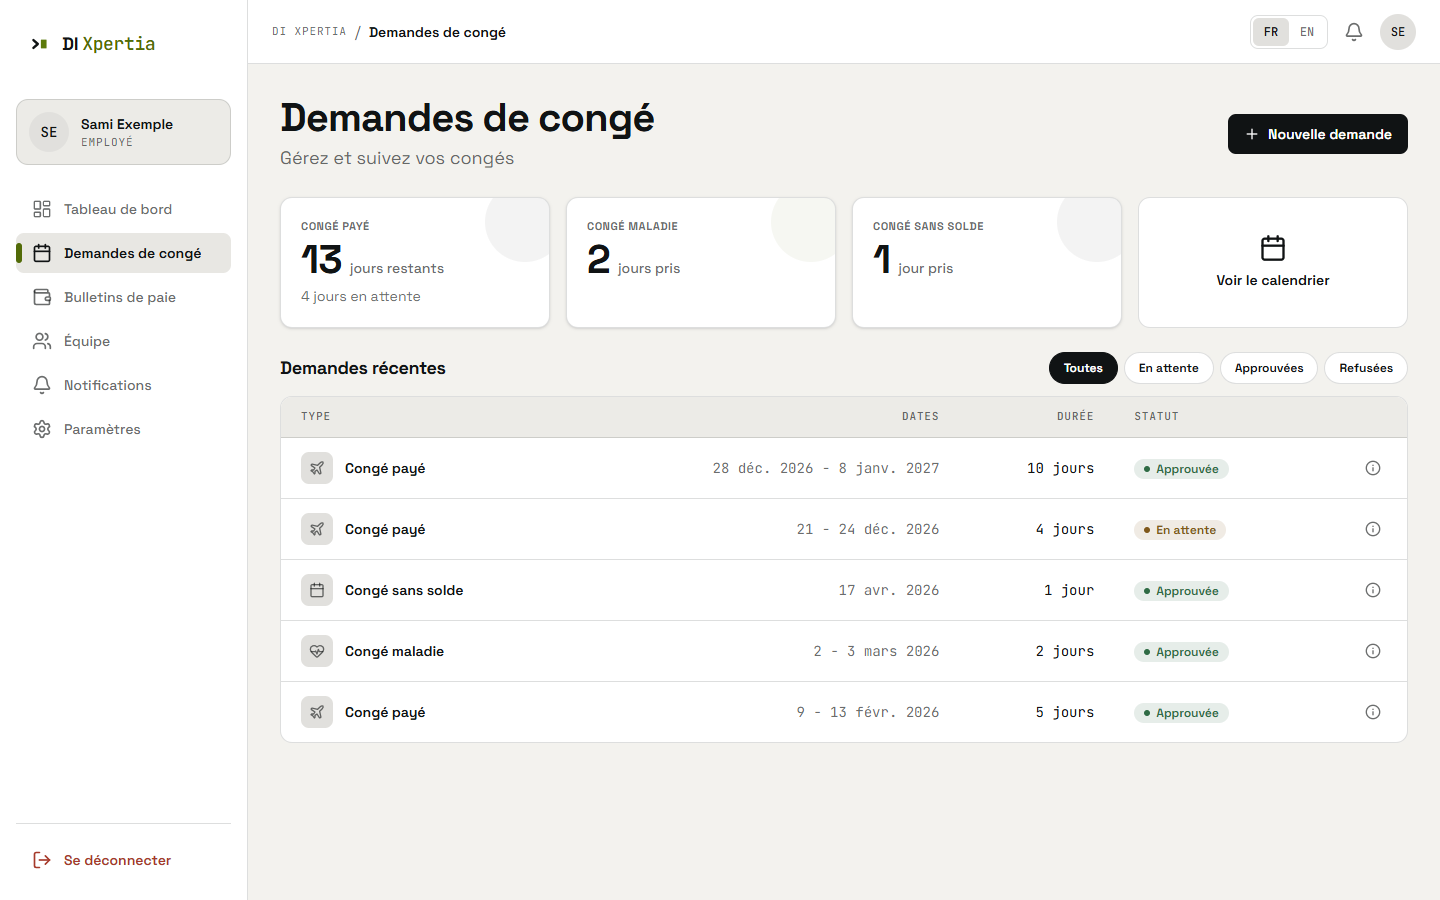 DI Xpertia
DI XPERTIA / Demandes de congé
FR EN
SE
SE
Sami Exemple
EMPLOYÉ
Tableau de bord
Demandes de congé
Bulletins de paie
Équipe
Notifications
Paramètres
Se déconnecter
Demandes de congé
Gérez et suivez vos congés
Nouvelle demande
CONGÉ PAYÉ
13 jours restants
4 jours en attente
CONGÉ MALADIE
2 jours pris
CONGÉ SANS SOLDE
1 jour pris
Voir le calendrier
Demandes récentes
Toutes En attente Approuvées Refusées
TYPE DATES DURÉE STATUT
Congé payé 28 déc. 2026 - 8 janv. 2027 10 jours Approuvée
Congé payé 21 - 24 déc. 2026 4 jours En attente
Congé sans solde 17 avr. 2026 1 jour Approuvée
Congé maladie 2 - 3 mars 2026 2 jours Approuvée
Congé payé 9 - 13 févr. 2026 5 jours Approuvée